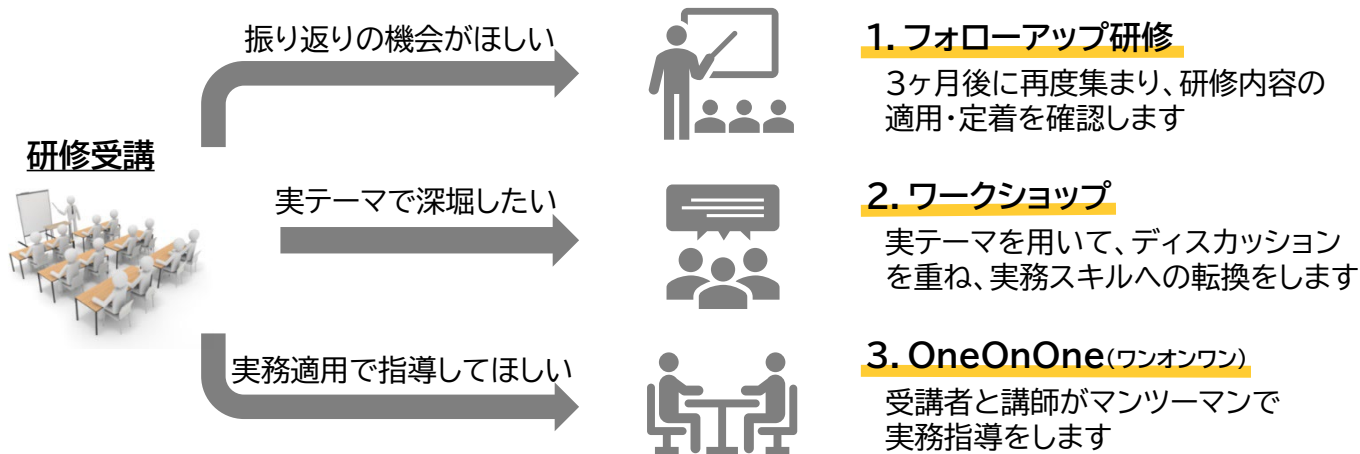 研修受講
振り返りの機会がほしい
1. フォローアップ研修
3ヶ月後に再度集まり、研修内容の
適用・定着を確認します
実テーマで深堀したい
2. ワークショップ
実テーマを用いて、ディスカッション
を重ね、実務スキルへの転換をします
実務適用で指導してほしい
3. OneOnOne(ワンオンワン)
受講者と講師がマンツーマンで
実務指導をします